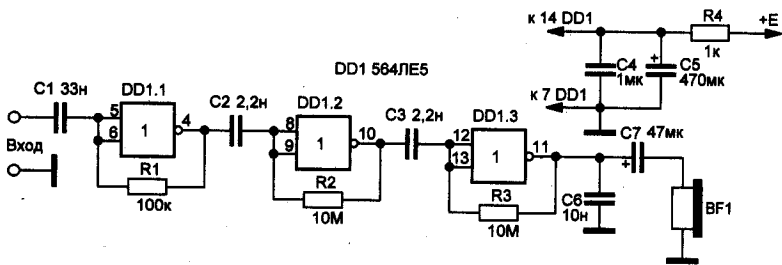 к 14 DD1
R4
1к
+E
C4
1мк
+
C5
470мк
к 7 DD1
DD1 564ЛЕ5
C1 33н
DD1.1
5
6
1
4
R1
100к
Вход
C2 2,2н
DD1.2
8
9
1
10
R2
10М
C3 2,2н
DD1.3
12
13
1
11
R3
10М
C7 47мк
+
C6
10н
BF1